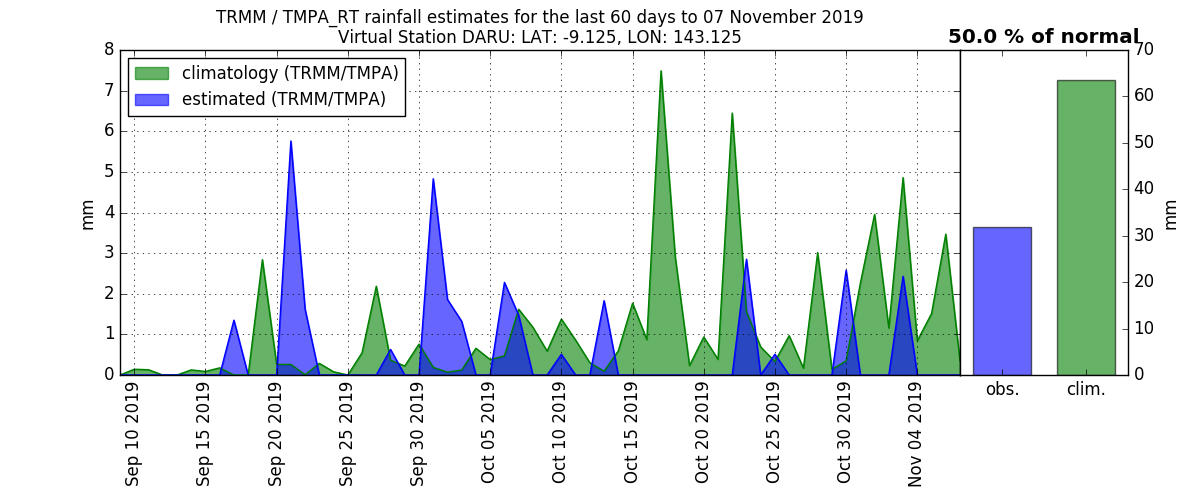 TRMM / TMPA_RT rainfall estimates for the last 60 days to 07 November 2019
Virtual Station DARU: LAT: -9.125, LON: 143.125
50.0 % of normal
climatology (TRMM/TMPA)
estimated (TRMM/TMPA)
8
7
6
5
4
3
2
1
0
mm
Sep 10 2019
Sep 15 2019
Sep 20 2019
Sep 25 2019
Sep 30 2019
Oct 05 2019
Oct 10 2019
Oct 15 2019
Oct 20 2019
Oct 25 2019
Oct 30 2019
Nov 04 2019
70
60
50
40
30
20
10
0
mm
obs.
clim.